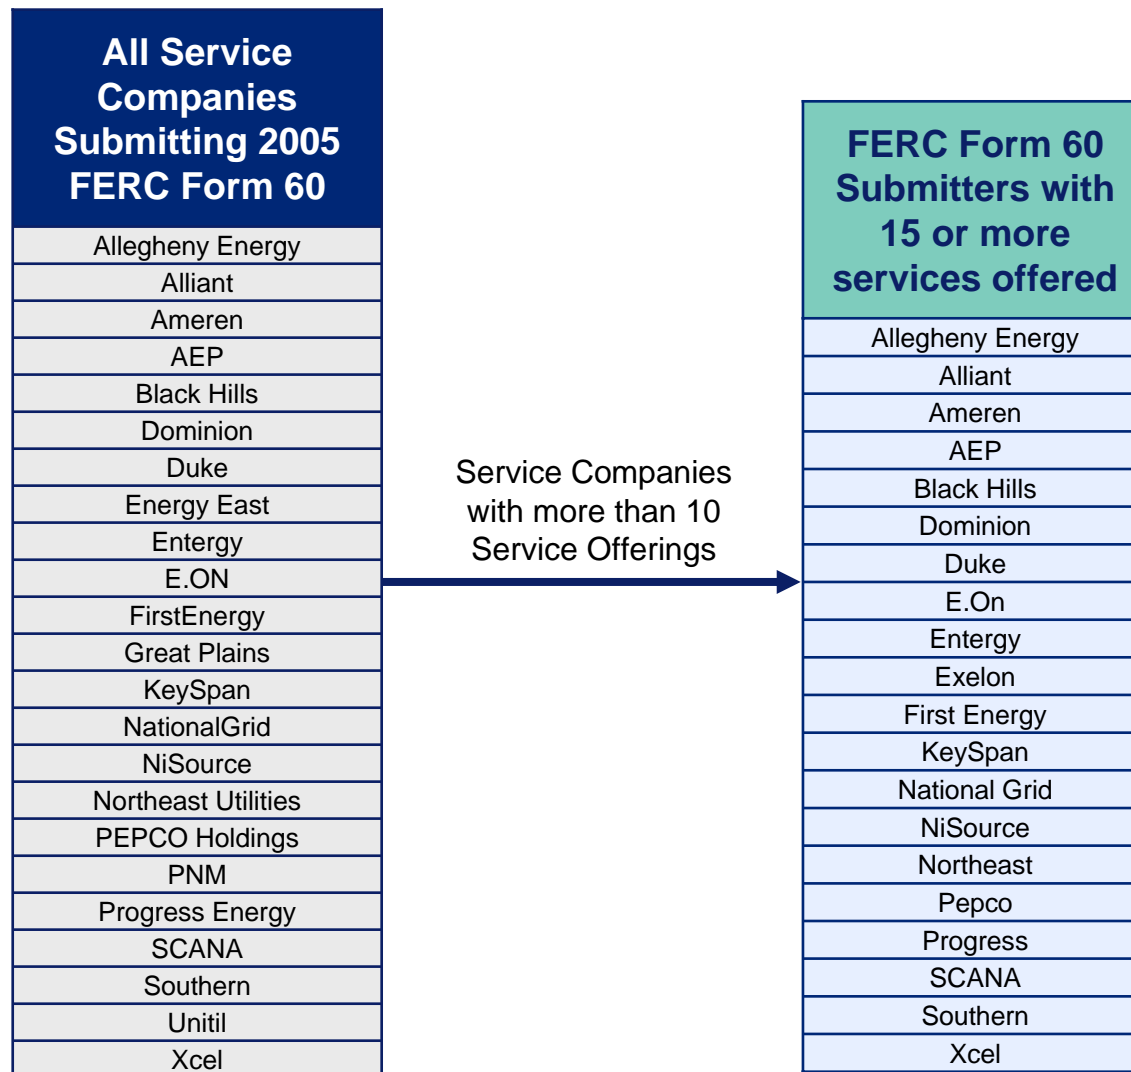 All Service
Companies
Submitting 2005
FERC Form 60
Allegheny Energy
Alliant
Ameren
AEP
Black Hills
Dominion
Duke
Energy East
Entergy
E.ON
FirstEnergy
Great Plains
KeySpan
NationalGrid
NiSource
Northeast Utilities
PEPCO Holdings
PNM
Progress Energy
SCANA
Southern
Unitil
Xcel
Service Companies
with more than 10
Service Offerings
FERC Form 60
Submitters with
15 or more
services offered
Allegheny Energy
Alliant
Ameren
AEP
Black Hills
Dominion
Duke
E.On
Entergy
Exelon
First Energy
KeySpan
National Grid
NiSource
Northeast
Pepco
Progress
SCANA
Southern
Xcel